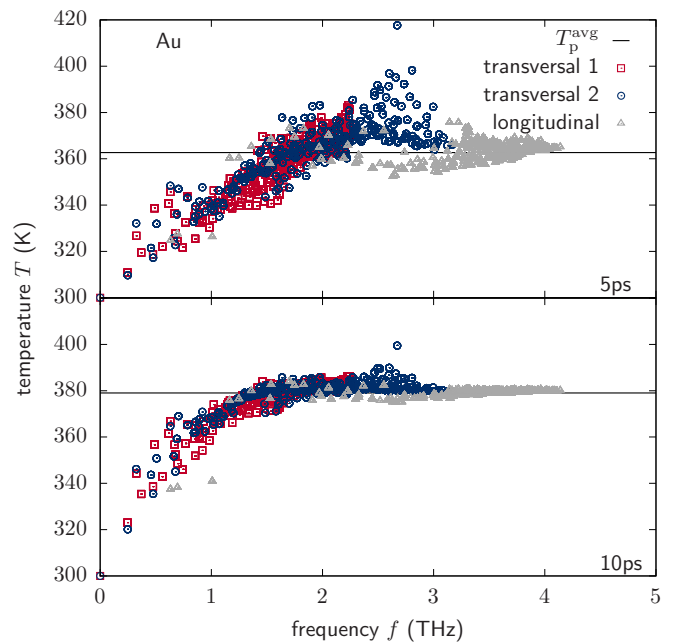 Au
T_p^avg
transversal 1
transversal 2
longitudinal
420
400
380
360
340
320
300
5ps
temperature T (K)
400
380
360
340
320
300
10ps
0 1 2 3 4 5
frequency f (THz)